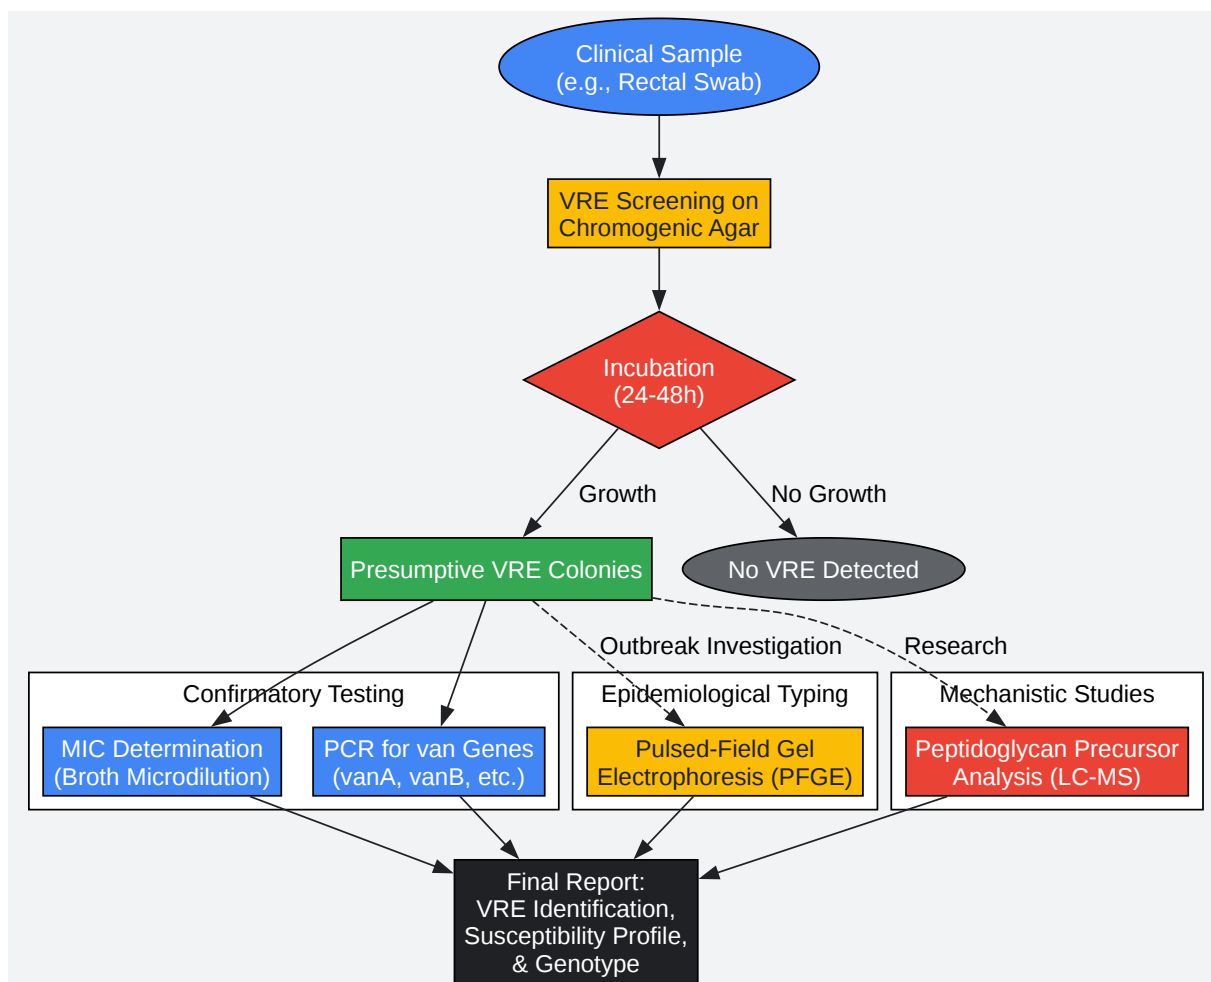 Clinical Sample
(e.g., Rectal Swab)
VRE Screening on
Chromogenic Agar
Incubation
(24-48h)
Growth
No Growth
Presumptive VRE Colonies
No VRE Detected
Outbreak Investigation
Research
Confirmatory Testing
Epidemiological Typing
Mechanistic Studies
MIC Determination
(Broth Microdilution)
PCR for van Genes
(vanA, vanB, etc.)
Pulsed-Field Gel
Electrophoresis (PFGE)
Peptidoglycan Precursor
Analysis (LC-MS)
Final Report:
VRE Identification,
Susceptibility Profile,
& Genotype